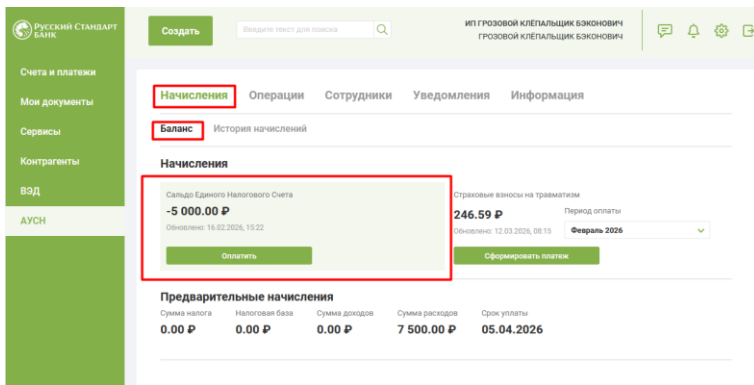 Русский Стандарт
Банк
Создать
Введите текст для поиска
ИП ГРОЗОВОЙ КЛЁПАЛЬЩИК БЭКОНОВИЧ
ГРОЗОВОЙ КЛЁПАЛЬЩИК БЭКОНОВИЧ
Счета и платежи
Мои документы
Сервисы
Контрагенты
ВЭД
АУСН
Начисления Операции Сотрудники Уведомления Информация
Баланс История начислений
Начисления
Сальдо Единого Налогового Счета
-5 000.00 ₽
Обновлено: 16.02.2026, 15:22
Оплатить
Страховые взносы на травматизм
246.59 ₽
Обновлено: 12.03.2026, 08:15
Период оплаты
Февраль 2026
Сформировать платеж
Предварительные начисления
Сумма налога Налоговая база Сумма доходов Сумма расходов Срок уплаты
0.00 ₽ 0.00 ₽ 0.00 ₽ 7 500.00 ₽ 05.04.2026